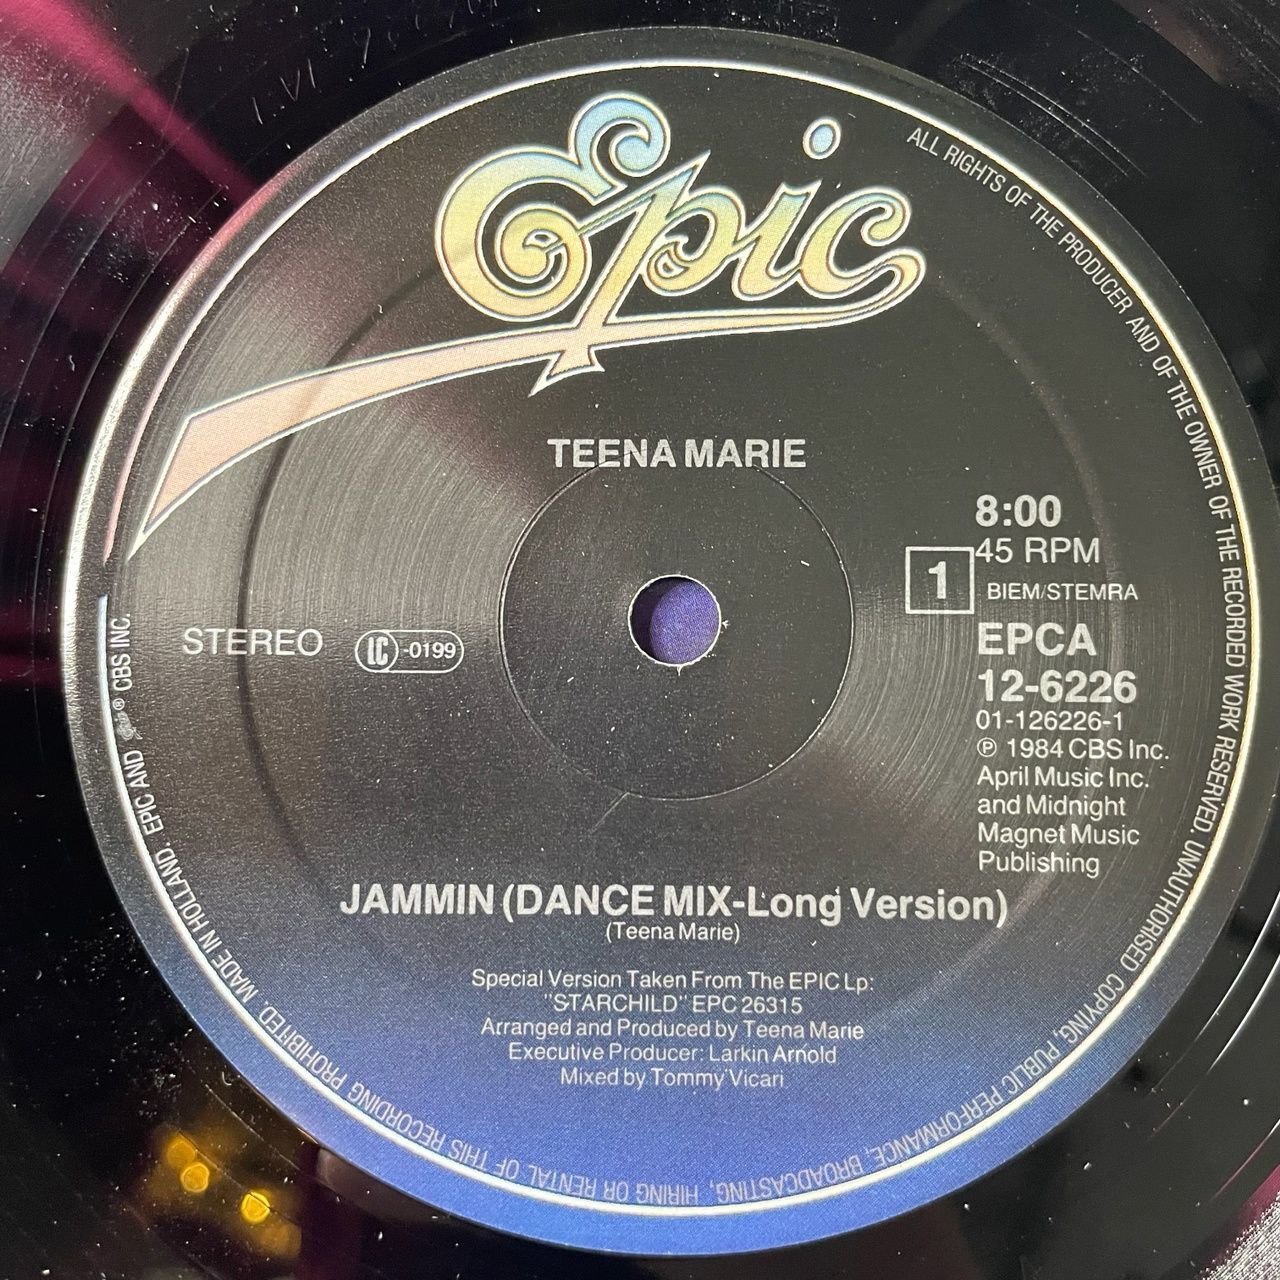 Epic
ALL RIGHTS OF THE PRODUCER AND OF THE OWNER OF THE RECORDED WORK RESERVED. UNAUTHORISED COPYING, PUBLIC PERFORMANCE, BROADCASTING, HIRING OR RENTAL OF THIS RECORDING PROHIBITED. MADE IN HOLLAND. EPIC AND ® CBS INC.
TEENA MARIE
8:00
45 RPM
1
BIEM/STEMRA
STEREO
LC-0199
EPCA
12-6226
01-126226-1
℗ 1984 CBS Inc.
April Music Inc.
and Midnight
Magnet Music
Publishing
JAMMIN (DANCE MIX-Long Version)
(Teena Marie)
Special Version Taken From The EPIC Lp:
"STARCHILD" EPC 26315
Arranged and Produced by Teena Marie
Executive Producer: Larkin Arnold
Mixed by Tommy Vicari